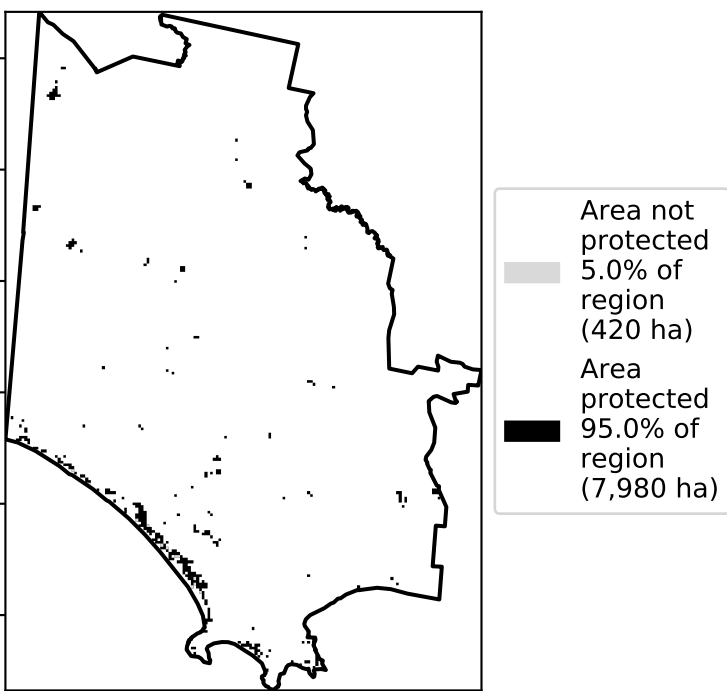 Area not
protected
5.0% of
region
(420 ha)
Area
protected
95.0% of
region
(7,980 ha)